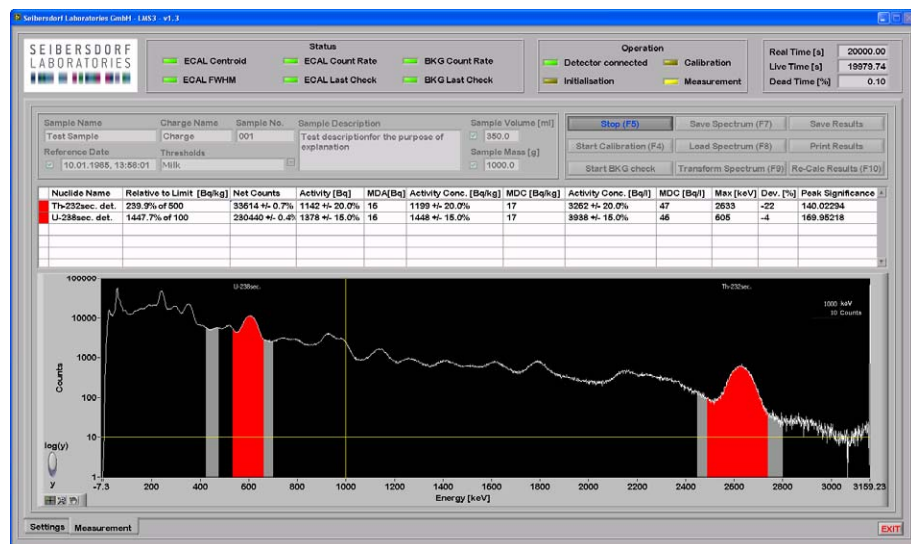 Seibersdorf Laboratories GmbH - LMS3 - v1.3
SEIBERSDORF
LABORATORIES
Status
ECAL Centroid
ECAL Count Rate
BKG Count Rate
ECAL FWHM
ECAL Last Check
BKG Last Check
Operation
Detector connected
Calibration
Initialisation
Measurement
Real Time [s] 20000.00
Live Time [s] 19979.74
Dead Time [%] 0.10
Sample Name Charge Name Sample No. Sample Description Sample Volume [ml]
Test Sample Charge 001 Test descriptionfor the purpose of 350.0
explanation
Reference Date Thresholds Sample Mass [g]
10.01.1985, 13:58:01 Milk 1000.0
Stop (F5) Save Spectrum (F7) Save Results
Start Calibration (F4) Load Spectrum (F8) Print Results
Start BKG check Transform Spectrum (F9) Re-Calc Results (F10)
Nuclide Name Relative to Limit [Bq/kg] Net Counts Activity [Bq] MDA[Bq] Activity Conc. [Bq/kg] MDC [Bq/kg] Activity Conc. [Bq/l] MDC [Bq/l] Max [keV] Dev. [%] Peak Significance
Th-232sec. det. 239.9% of 500 33614 +/- 0.7% 1142 +/- 20.0% 16 1199 +/- 20.0% 17 3262 +/- 20.0% 47 2633 -22 140.02294
U-238sec. det. 1447.7% of 100 230440 +/- 0.4% 1378 +/- 15.0% 16 1448 +/- 15.0% 17 3938 +/- 15.0% 45 605 -4 169.95218
U-238sec.
Th-232sec.
1000 keV
10 Counts
100000
10000
1000
100
10
1
Counts
log(y)
y
-7.3 200 400 600 800 1000 1200 1400 1600 1800 2000 2200 2400 2600 2800 3000 3159.23
Energy [keV]
Settings Measurement
EXIT